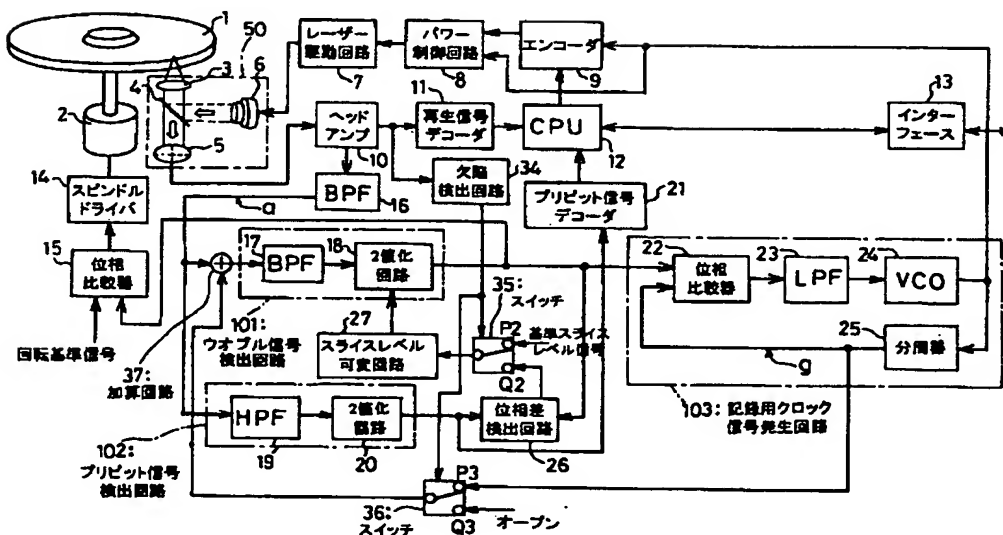 1
50
3
4
6
2
5
レーザー
駆動回路
7
パワー
制御回路
8
エンコーダ
9
ヘッド
アンプ
10
11
再生信号
デコーダ
CPU
12
13
インター
フェース
14
スピンドル
ドライバ
15
位相
比較器
回転基準信号
a
BPF
16
欠陥
検出回路
34
プリピット信号
デコーダ
21
17
BPF
18
2値化
回路
101:
ウオブル信号
検出回路
27
スライスレベル
可変回路
35:
スイッチ
P2
基準スライス
レベル信号
Q2
22
位相
比較器
23
LPF
24
VCO
25
分周器
g
103:記録用クロック
信号発生回路
37:
加算回路
102:
プリピット信号
検出回路
HPF
19
2値化
回路
20
位相差
検出回路
26
36:
スイッチ
P3
Q3
オープン